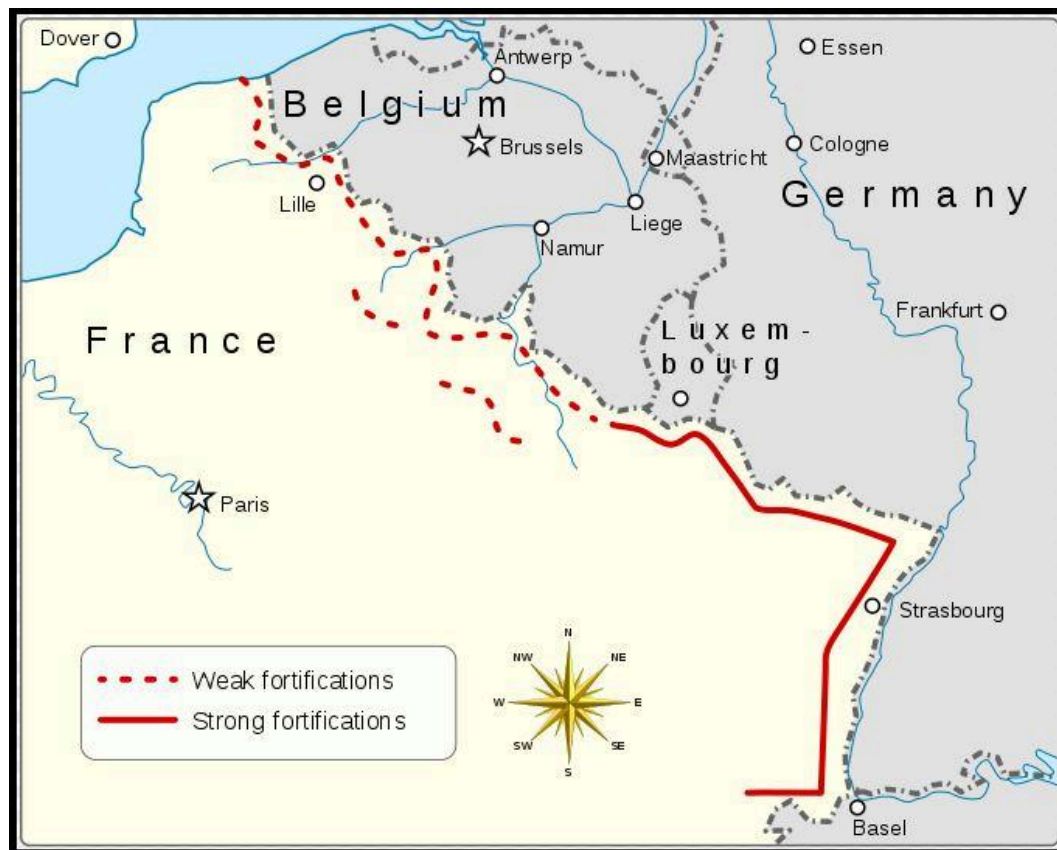 Dover
Essen
Antwerp
Belgium
Brussels
Cologne
Maastricht
Germany
Lille
Liege
Namur
Frankfurt
France
Luxem-
bourg
Paris
Strasbourg
Weak fortifications
Strong fortifications
N
NW
NE
W
E
SW
SE
S
Basel